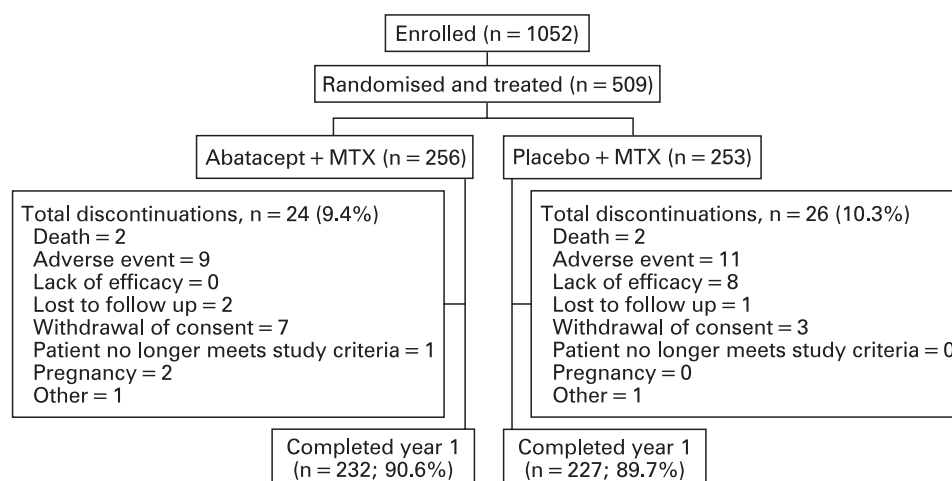 Enrolled (n = 1052)
Randomised and treated (n = 509)
Abatacept + MTX (n = 256)
Placebo + MTX (n = 253)
Total discontinuations, n = 24 (9.4%)
Death = 2
Adverse event = 9
Lack of efficacy = 0
Lost to follow up = 2
Withdrawal of consent = 7
Patient no longer meets study criteria = 1
Pregnancy = 2
Other = 1
Total discontinuations, n = 26 (10.3%)
Death = 2
Adverse event = 11
Lack of efficacy = 8
Lost to follow up = 1
Withdrawal of consent = 3
Patient no longer meets study criteria = 0
Pregnancy = 0
Other = 1
Completed year 1
(n = 232; 90.6%)
Completed year 1
(n = 227; 89.7%)